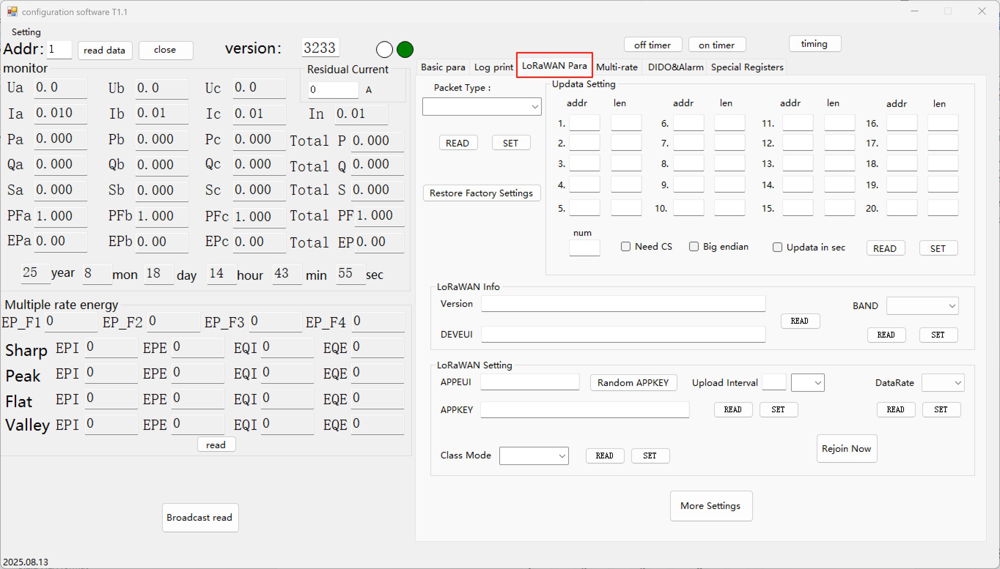 configuration software T1.1
Setting
Addr: 1 read data close version: 3233
off timer on timer timing
monitor
Residual Current
0 A
Ua 0.0 Ub 0.0 Uc 0.0
Ia 0.010 Ib 0.01 Ic 0.01 In 0.01
Pa 0.000 Pb 0.000 Pc 0.000 Total P 0.000
Qa 0.000 Qb 0.000 Qc 0.000 Total Q 0.000
Sa 0.000 Sb 0.000 Sc 0.000 Total S 0.000
PFa 1.000 PFb 1.000 PFc 1.000 Total PF 1.000
EPa 0.00 EPb 0.00 EPc 0.00 Total EP 0.00
25 year 8 mon 18 day 14 hour 43 min 55 sec
Multiple rate energy
EP_F1 0 EP_F2 0 EP_F3 0 EP_F4 0
Sharp EPI 0 EPE 0 EQI 0 EQE 0
Peak EPI 0 EPE 0 EQI 0 EQE 0
Flat EPI 0 EPE 0 EQI 0 EQE 0
Valley EPI 0 EPE 0 EQI 0 EQE 0
read
Broadcast read
2025.08.13
Basic para Log print LoRaWAN Para Multi-rate DIDO&Alarm Special Registers
Packet Type :
READ SET
Restore Factory Settings
Updata Setting
addr len addr len addr len addr len
1. 6. 11. 16.
2. 7. 12. 17.
3. 8. 13. 18.
4. 9. 14. 19.
5. 10. 15. 20.
num
Need CS Big endian Updata in sec READ SET
LoRaWAN Info
Version BAND
READ
DEVEUI READ SET
LoRaWAN Setting
APPEUI Random APPKEY Upload Interval DataRate
APPKEY READ SET READ SET
Class Mode READ SET Rejoin Now
More Settings